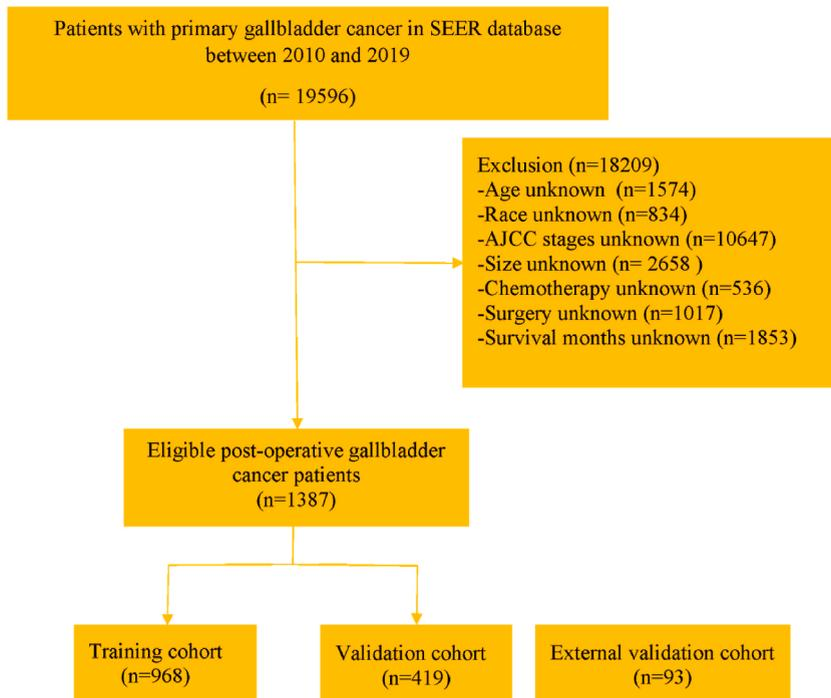 Patients with primary gallbladder cancer in SEER database
between 2010 and 2019
(n= 19596)
Exclusion (n=18209)
-Age unknown  (n=1574)
-Race unknown (n=834)
-AJCC stages unknown (n=10647)
-Size unknown (n= 2658 )
-Chemotherapy unknown (n=536)
-Surgery unknown (n=1017)
-Survival months unknown (n=1853)
Eligible post-operative gallbladder
cancer patients
(n=1387)
Training cohort
(n=968)
Validation cohort
(n=419)
External validation cohort
(n=93)